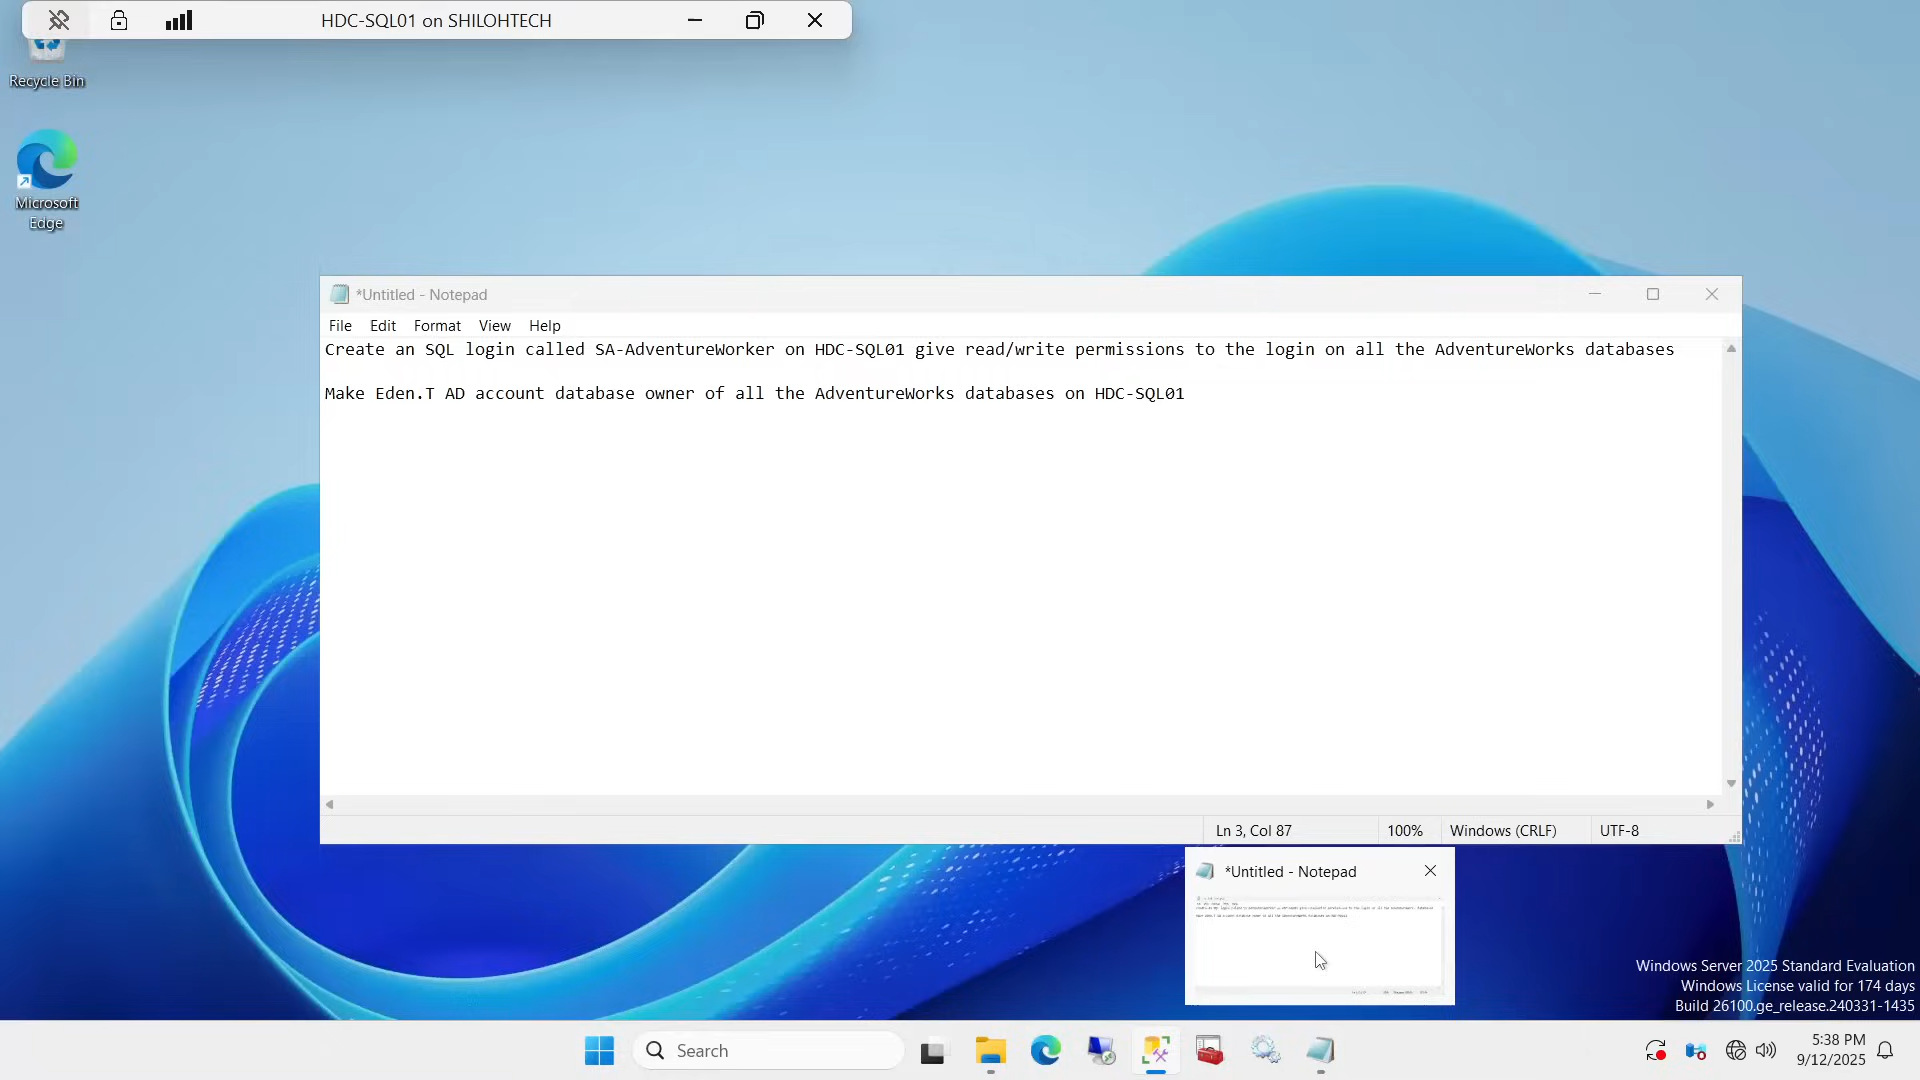 HDC-SQL01 on SHILOHTECH
Recycle Bin
Microsoft
Edge
*Untitled - Notepad
File Edit Format View Help
Create an SQL login called SA-AdventureWorker on HDC-SQL01 give read/write permissions to the login on all the AdventureWorks databases
Make Eden.T AD account database owner of all the AdventureWorks databases on HDC-SQL01
Ln 3, Col 87 100% Windows (CRLF) UTF-8
*Untitled - Notepad
Windows Server 2025 Standard Evaluation
Windows License valid for 174 days
Build 26100.ge_release.240331-1435
Search
5:38 PM
9/12/2025